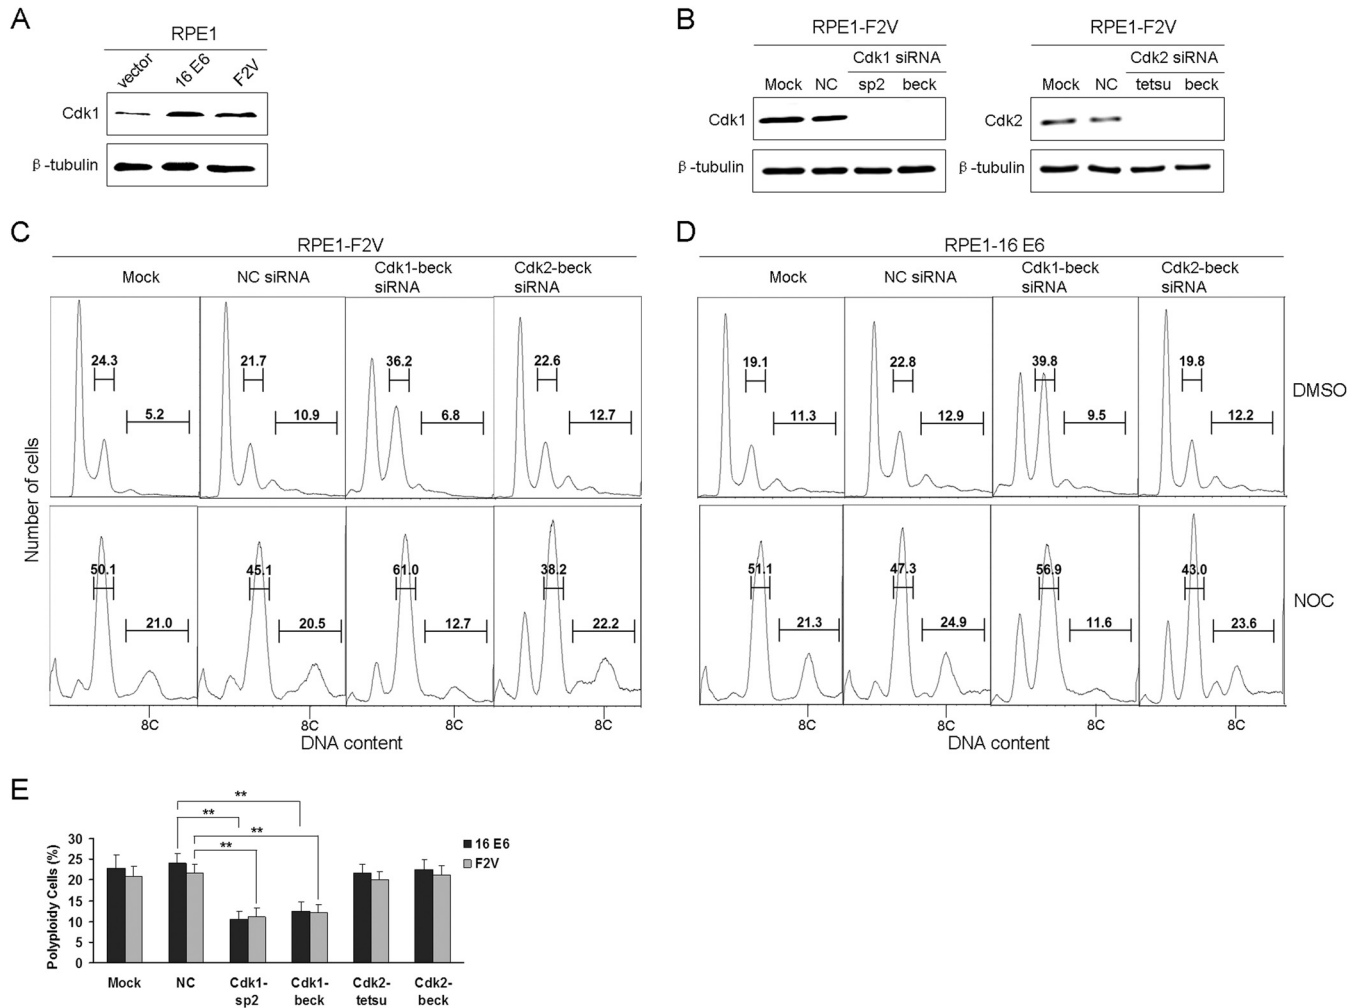 A
RPE1
vector 16 E6 F2V
Cdk1
β-tubulin
B
RPE1-F2V
Cdk1 siRNA
Mock NC sp2 beck
Cdk1
β-tubulin
RPE1-F2V
Cdk2 siRNA
Mock NC tetsu beck
Cdk2
β-tubulin
C
RPE1-F2V
Mock NC siRNA Cdk1-beck siRNA Cdk2-beck siRNA
24.3 21.7 36.2 22.6
5.2 10.9 6.8 12.7
50.1 45.1 61.0 38.2
21.0 20.5 12.7 22.2
8C 8C 8C 8C
Number of cells
DNA content
D
RPE1-16 E6
Mock NC siRNA Cdk1-beck siRNA Cdk2-beck siRNA
19.1 22.8 39.8 19.8
11.3 12.9 9.5 12.2
DMSO
51.1 47.3 56.9 43.0
21.3 24.9 11.6 23.6
NOC
8C 8C 8C 8C
DNA content
E
**
** **
**
16 E6
F2V
Polyploidy Cells (%)
30
25
20
15
10
5
0
Mock NC Cdk1-sp2 Cdk1-beck Cdk2-tetsu Cdk2-beck